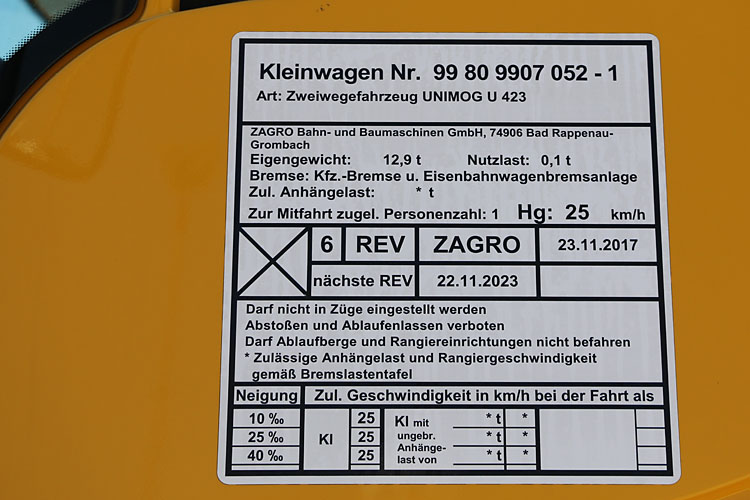 Kleinwagen Nr. 99 80 9907 052 - 1
Art: Zweiwegefahrzeug UNIMOG U 423
ZAGRO Bahn- und Baumaschinen GmbH, 74906 Bad Rappenau-
Grombach
Eigengewicht: 12,9 t Nutzlast: 0,1 t
Bremse: Kfz.-Bremse u. Eisenbahnwagenbremsanlage
Zul. Anhängelast: * t
Zur Mitfahrt zugel. Personenzahl: 1 Hg: 25 km/h
6 REV ZAGRO 23.11.2017
nächste REV 22.11.2023
Darf nicht in Züge eingestellt werden
Abstoßen und Ablaufenlassen verboten
Darf Ablaufberge und Rangiereinrichtungen nicht befahren
* Zulässige Anhängelast und Rangiergeschwindigkeit
gemäß Bremslastentafel
Neigung Zul. Geschwindigkeit in km/h bei der Fahrt als
10 ‰ 25 KI mit * t *
25 ‰ KI 25 ungebr. * t *
Anhänge-
40 ‰ 25 last von * t *